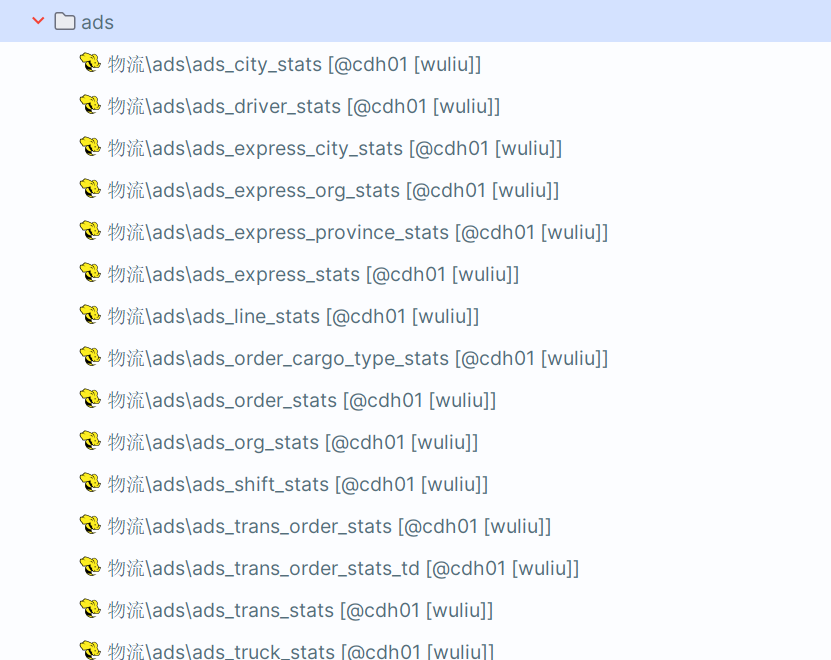 ads
物流\ads\ads_city_stats [@cdh01 [wuliu]]
物流\ads\ads_driver_stats [@cdh01 [wuliu]]
物流\ads\ads_express_city_stats [@cdh01 [wuliu]]
物流\ads\ads_express_org_stats [@cdh01 [wuliu]]
物流\ads\ads_express_province_stats [@cdh01 [wuliu]]
物流\ads\ads_express_stats [@cdh01 [wuliu]]
物流\ads\ads_line_stats [@cdh01 [wuliu]]
物流\ads\ads_order_cargo_type_stats [@cdh01 [wuliu]]
物流\ads\ads_order_stats [@cdh01 [wuliu]]
物流\ads\ads_org_stats [@cdh01 [wuliu]]
物流\ads\ads_shift_stats [@cdh01 [wuliu]]
物流\ads\ads_trans_order_stats [@cdh01 [wuliu]]
物流\ads\ads_trans_order_stats_td [@cdh01 [wuliu]]
物流\ads\ads_trans_stats [@cdh01 [wuliu]]
物流\ads\ads_truck_stats [@cdh01 [wuliu]]